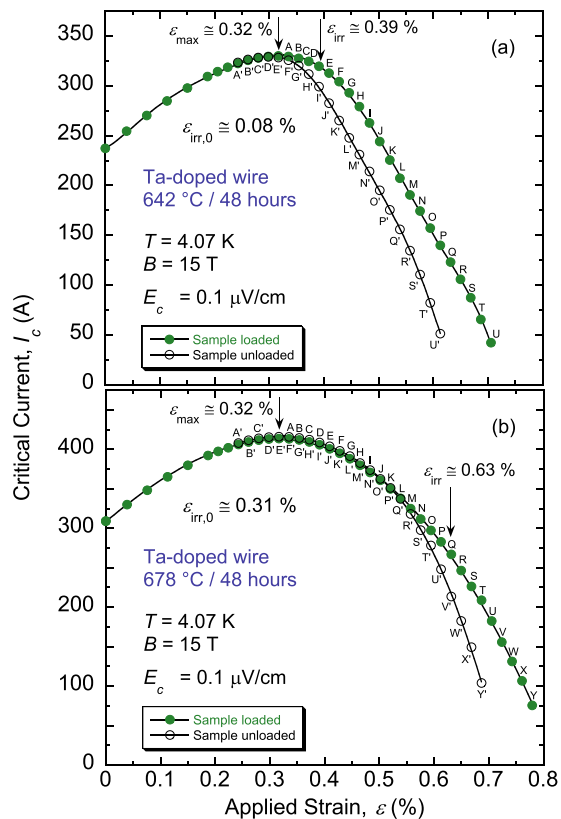 350
300
250
200
150
100
50
0
ε_max ≅ 0.32 %
ε_irr ≅ 0.39 %
(a)
A B C D E F G H I J K L M N O P Q R S T U
A' B' C' D' E' F' G' H' I' J' K' L' M' N' O' P' Q' R' S' T' U'
ε_irr,0 ≅ 0.08 %
Ta-doped wire
642 °C / 48 hours
T = 4.07 K
B = 15 T
E_c = 0.1 μV/cm
Sample loaded
Sample unloaded
Critical Current, I_c (A)
400
300
200
100
0
ε_max ≅ 0.32 %
(b)
ε_irr ≅ 0.63 %
A B C D E F G H I J K L M N O P Q R S T U V W X Y
A' B' C' D' E' F' G' H' I' J' K' L' M' N' O' P' Q' R' S' T' U' V' W' X' Y'
ε_irr,0 ≅ 0.31 %
Ta-doped wire
678 °C / 48 hours
T = 4.07 K
B = 15 T
E_c = 0.1 μV/cm
Sample loaded
Sample unloaded
0 0.1 0.2 0.3 0.4 0.5 0.6 0.7 0.8
Applied Strain, ε (%)